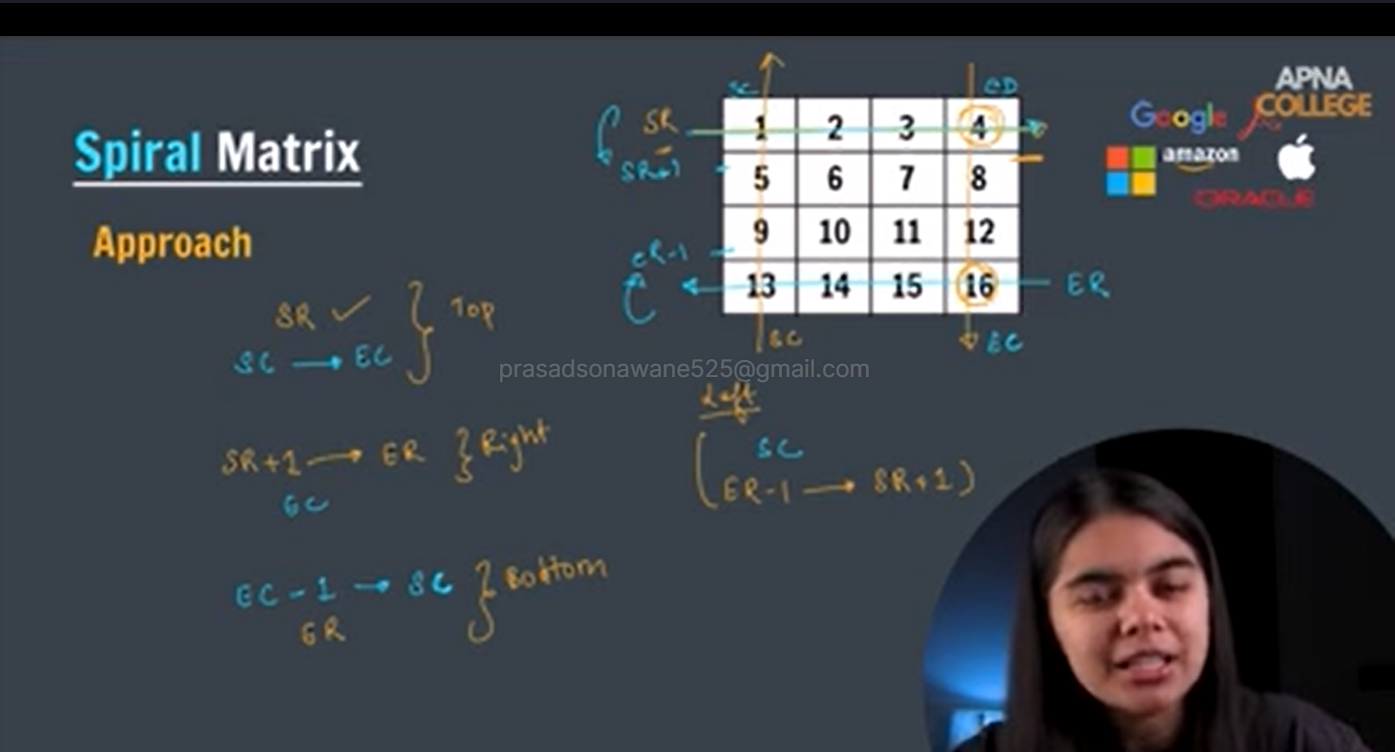 APNA
COLLEGE
Google
amazon
ORACLE
Spiral Matrix
Approach
SC
SR
SR+1
1 2 3 4
5 6 7 8
9 10 11 12
13 14 15 16
ER-1
ER
SC
EC
SR } Top
SC → EC
prasadsonawane525@gmail.com
Left
SC
(ER-1 → SR+1)
SR+1 → ER } Right
EC
EC-1 → SC } Bottom
ER